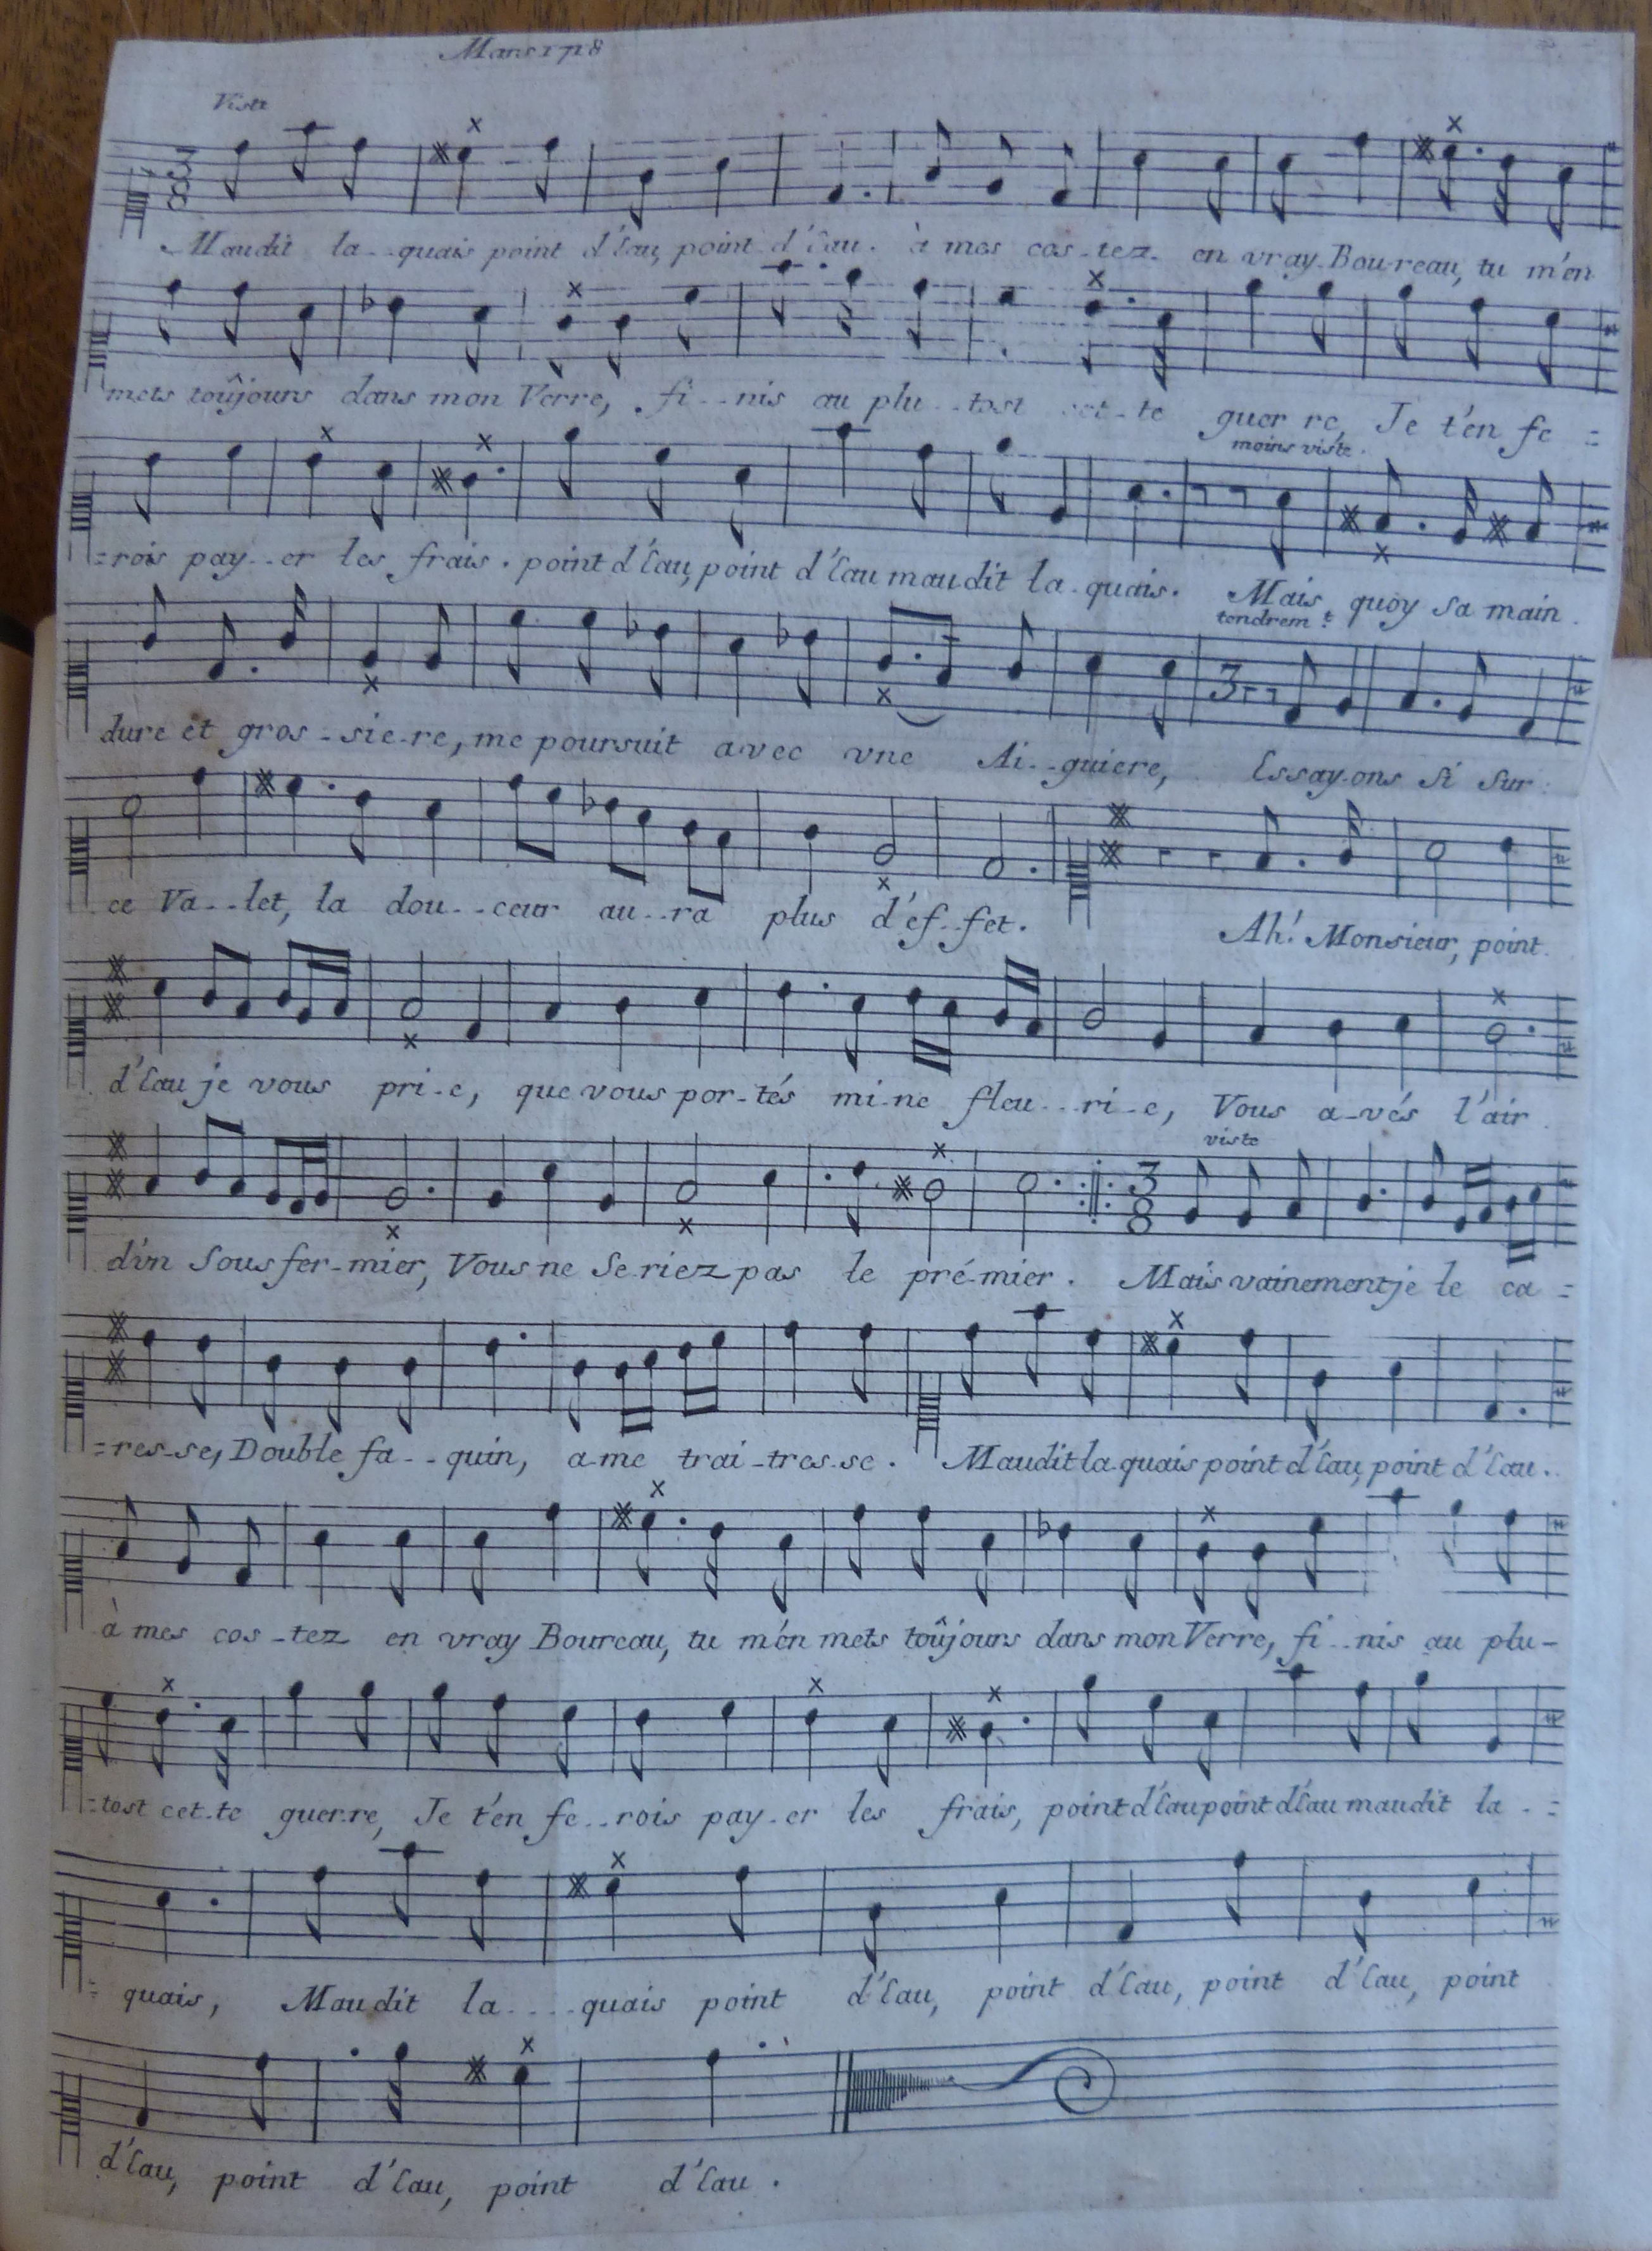 Mars 1718
Viste
Maudit la--quais point d'Eau, point d'Eau. à mes cos-tez en vray Bou-reau, tu m'en
mets toûjours dans mon Verre, fi--nis au plu--tost cet-te guer re, Je t'en fe=
moins viste.
=rois pay--er les frais. point d'Eau, point d'Eau maudit la-quais. Mais quoy sa main
tendrem.t
dure et gros--sie-re, me poursuit avec vne Ai--guiere, Essay-ons si sur
ce Va--let, la dou--ceur au--ra plus d'ef--fet. Ah! Monsieur, point
d'Eau je vous pri-e, que vous por-tés mi-ne fleu--ri-e, Vous a-vés l'air
viste
d'vn Sous fer-mier, Vous ne Se-riez pas le pré-mier. Mais vainement je le ca=
=res-se, Double fa--quin, a-me trai-tres-se. Maudit la-quais point d'Eau, point d'Eau.
à mes cos-tez en vray Boureau, tu m'en mets toûjours dans mon Verre, fi--nis au plu-
=tost cet-te guer-re, Je t'en fe--rois pay-er les frais, point d'Eau point d'Eau maudit la-=
=quais, Maudit la----quais point d'Eau, point d'Eau, point d'Eau, point
d'Eau, point d'Eau, point d'Eau.